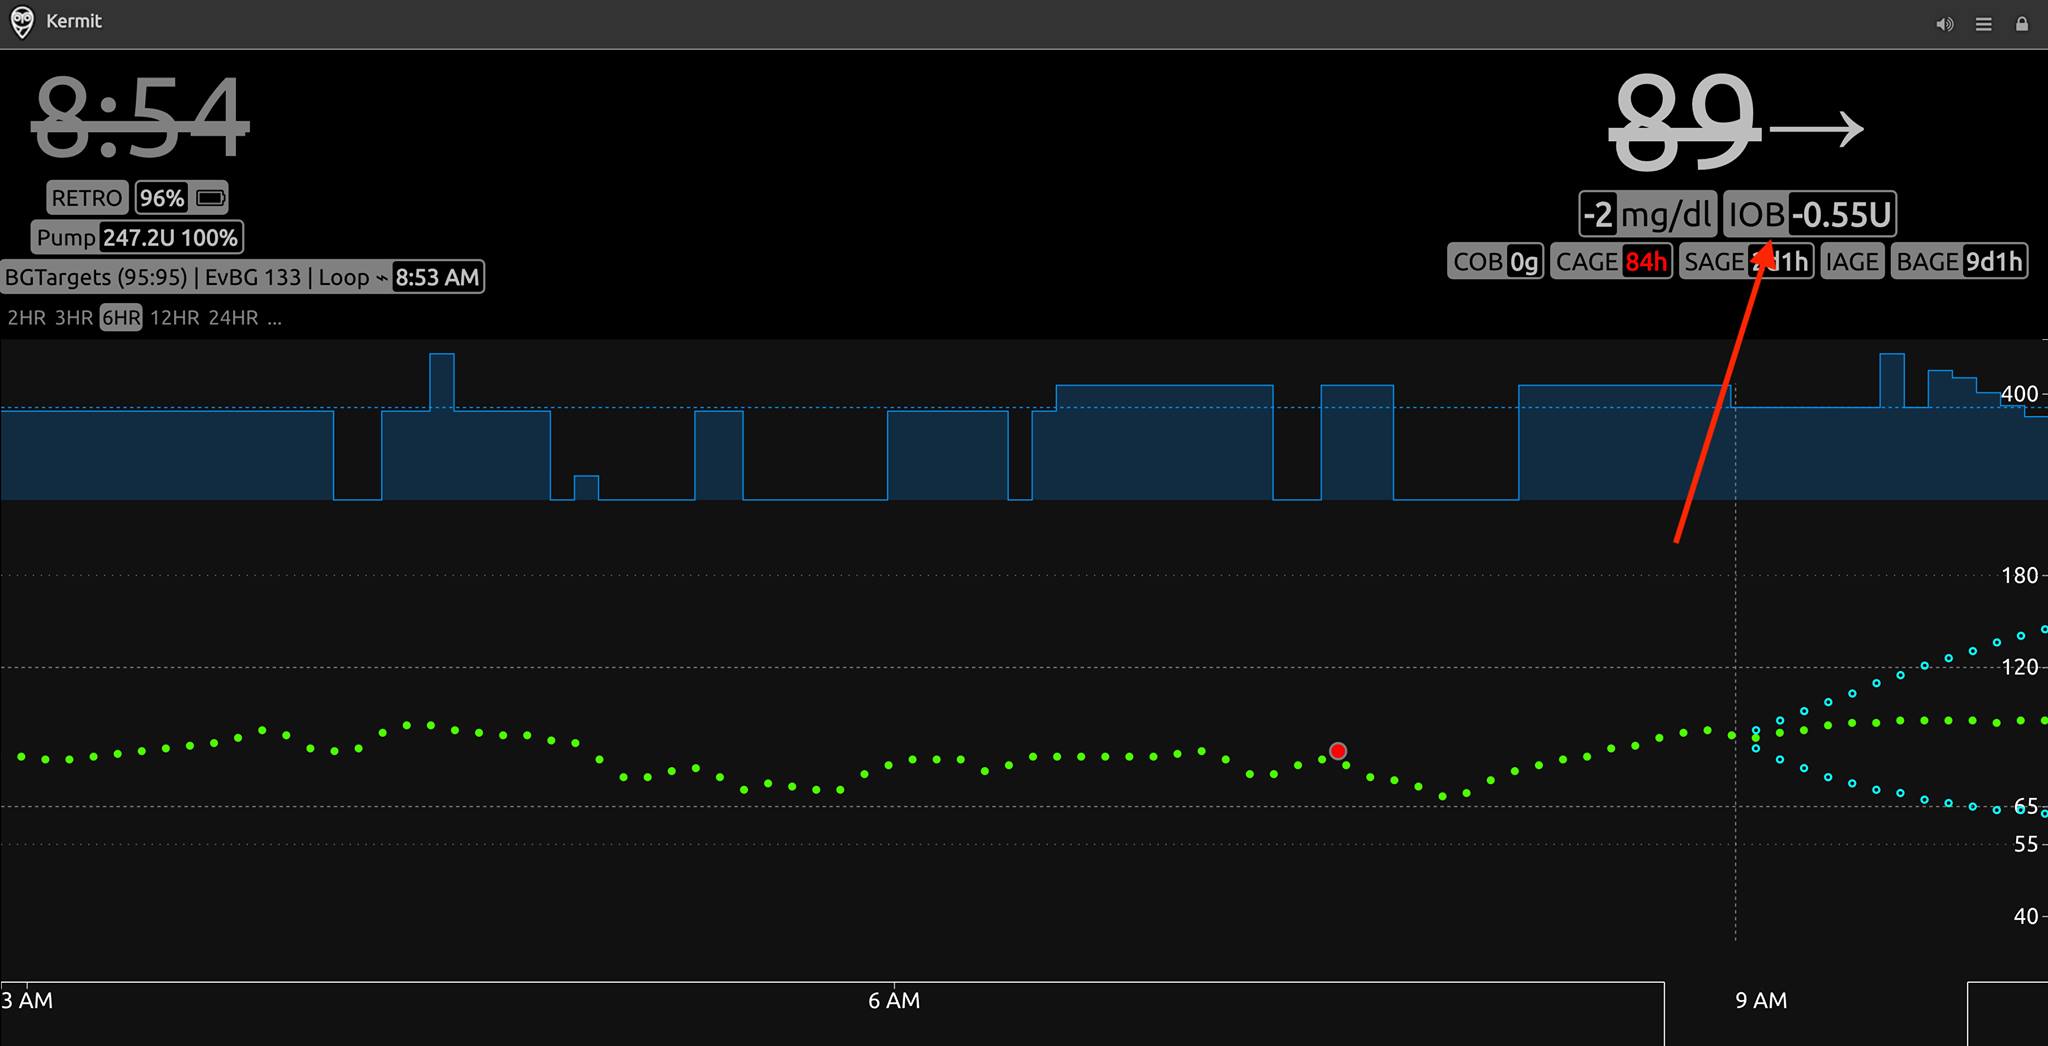 Kermit
8:54
89→
RETRO 96%
-2 mg/dl IOB -0.55U
Pump 247.2U 100%
COB 0g CAGE 84h SAGE 2d1h IAGE BAGE 9d1h
BGTargets (95:95) | EvBG 133 | Loop ⌁ 8:53 AM
2HR 3HR 6HR 12HR 24HR ...
400
180
120
65
55
40
3 AM 6 AM 9 AM